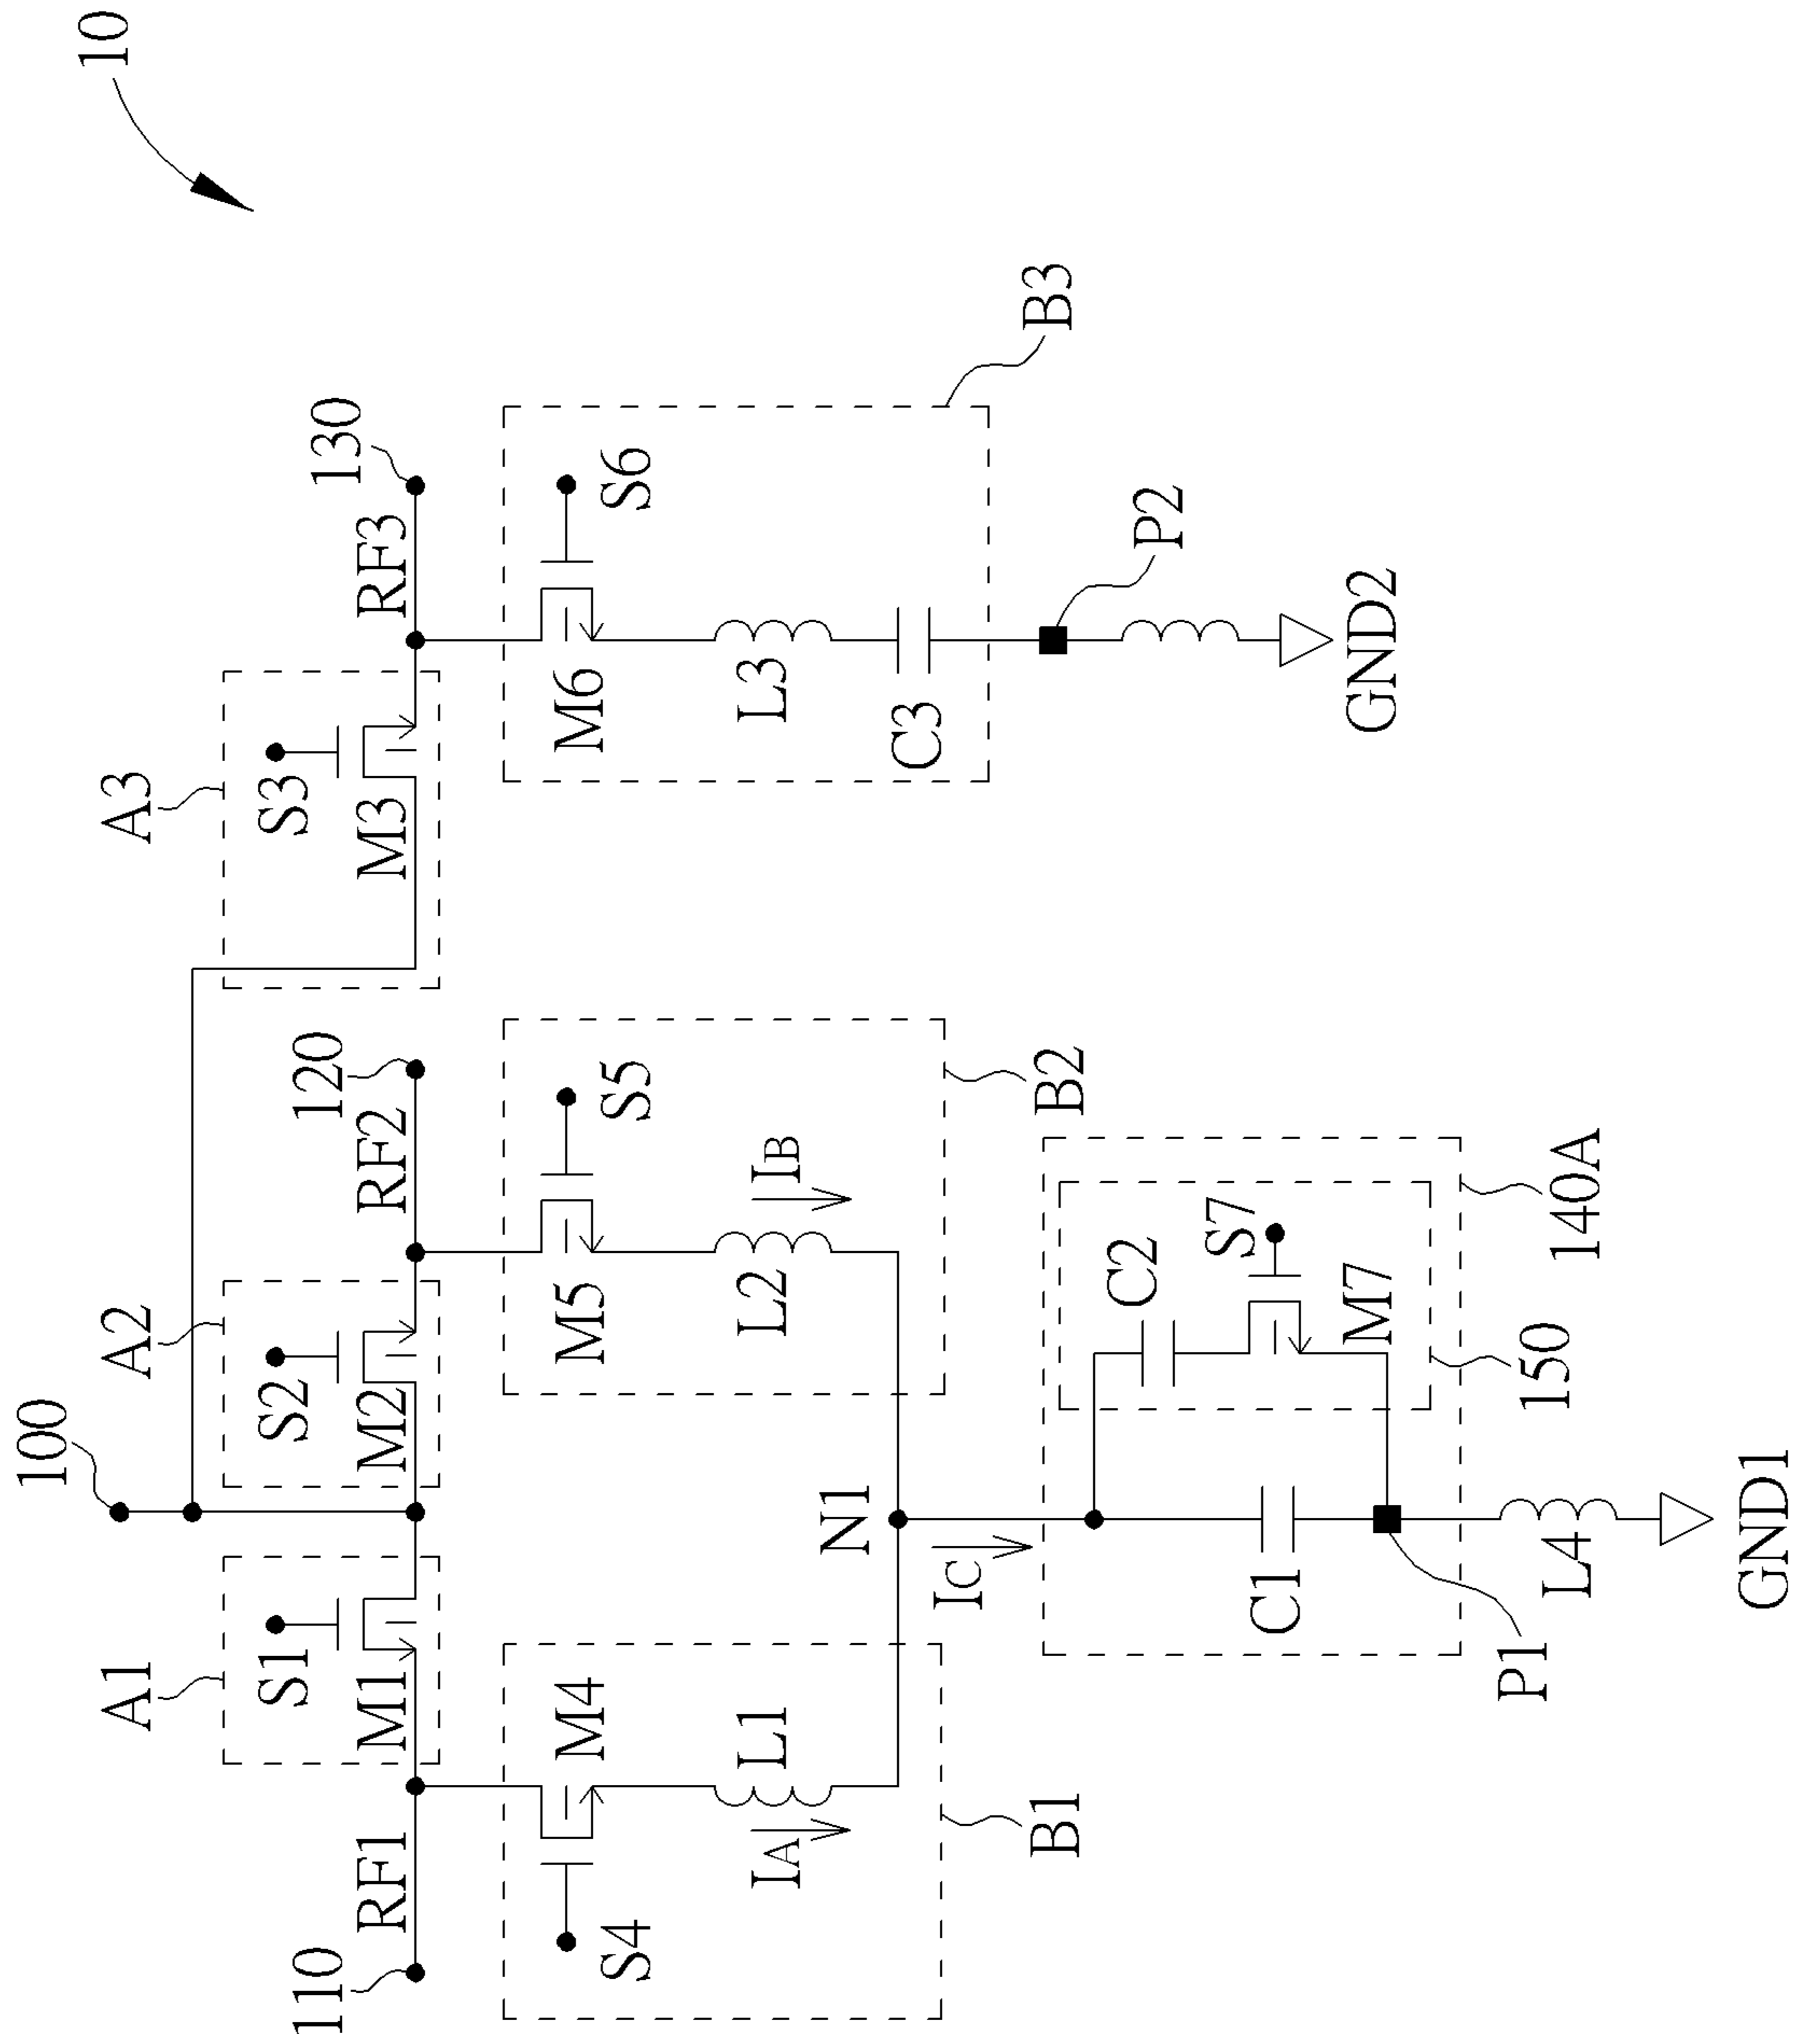 10
100
A1
A2
A3
S1
S2
S3
M1
M2
M3
110
RF1
120
RF2
130
RF3
S4
M4
M5
S5
M6
S6
L1
IA
L2
IB
L3
C3
B1
N1
B2
B3
IC
P2
C2
S7
C1
M7
GND2
P1
L4
150
140A
GND1